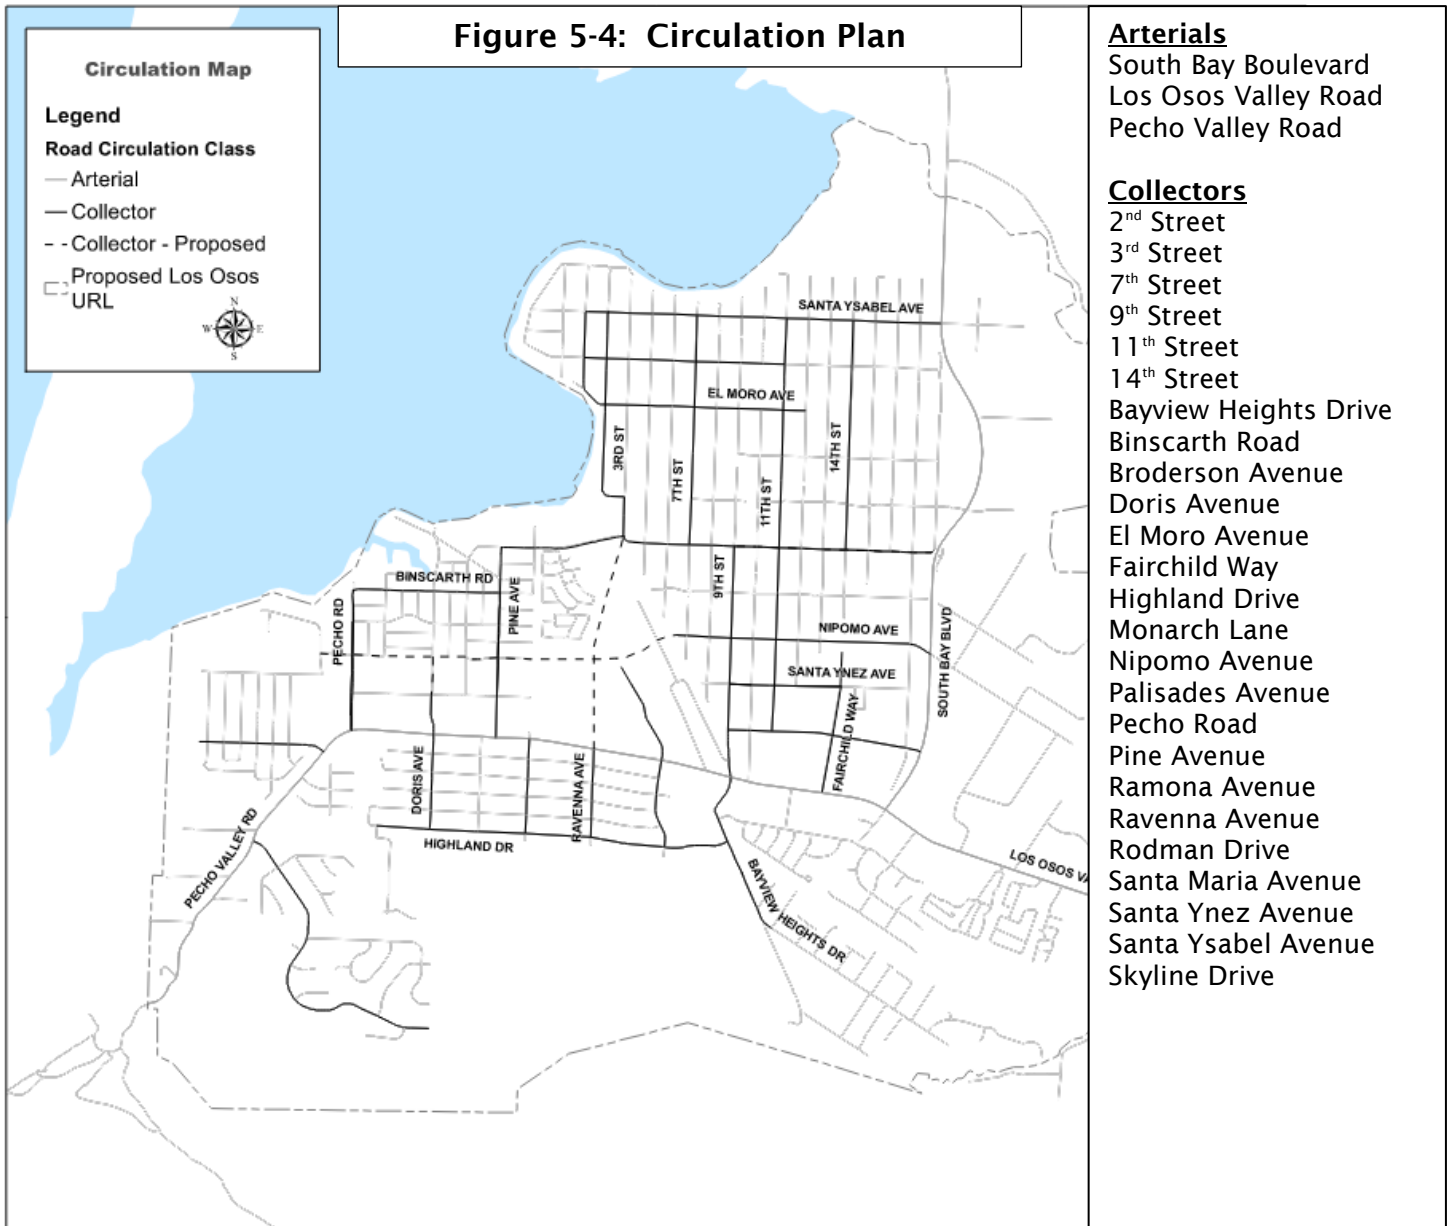 Figure 5-4: Circulation Plan
Circulation Map
Legend
Road Circulation Class
Arterial
Collector
Collector - Proposed
Proposed Los Osos
URL
N
W
E
S
SANTA YSABEL AVE
EL MORO AVE
3RD ST
7TH ST
11TH ST
14TH ST
9TH ST
BINSCARTH RD
PINE AVE
PECHO RD
NIPOMO AVE
SANTA YNEZ AVE
SOUTH BAY BLVD
FAIRCHILD WAY
DORIS AVE
RAVENNA AVE
HIGHLAND DR
PECHO VALLEY RD
BAYVIEW HEIGHTS DR
LOS OSOS VA
Arterials
South Bay Boulevard
Los Osos Valley Road
Pecho Valley Road
Collectors
2nd Street
3rd Street
7th Street
9th Street
11th Street
14th Street
Bayview Heights Drive
Binscarth Road
Broderson Avenue
Doris Avenue
El Moro Avenue
Fairchild Way
Highland Drive
Monarch Lane
Nipomo Avenue
Palisades Avenue
Pecho Road
Pine Avenue
Ramona Avenue
Ravenna Avenue
Rodman Drive
Santa Maria Avenue
Santa Ynez Avenue
Santa Ysabel Avenue
Skyline Drive